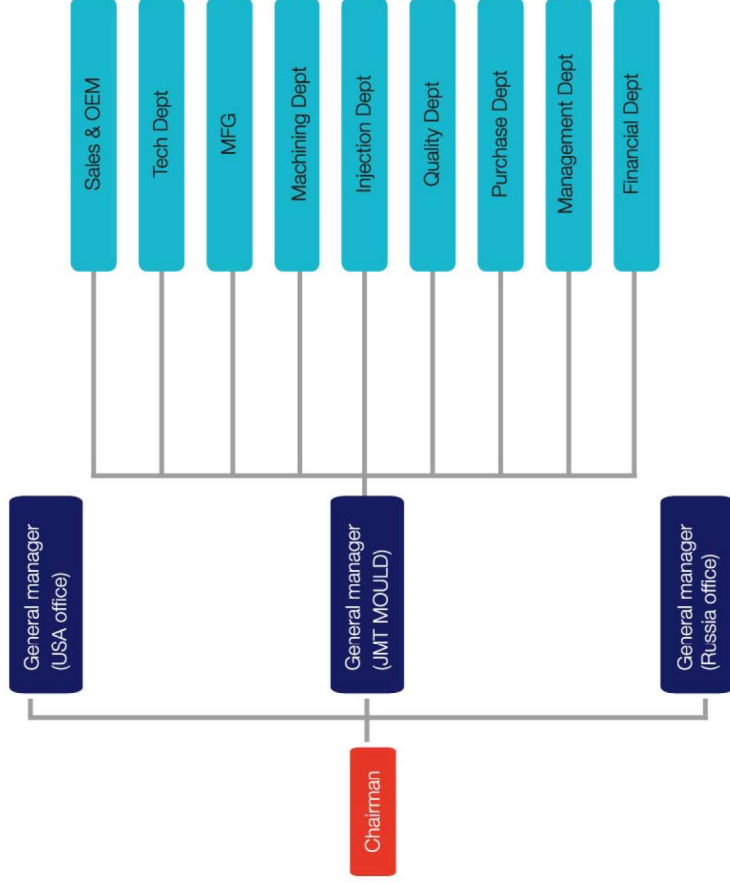 Chairman
General manager
(USA office)
General manager
(JMT MOULD)
General manager
(Russia office)
Sales & OEM
Tech Dept
MFG
Machining Dept
Injection Dept
Quality Dept
Purchase Dept
Management Dept
Financial Dept